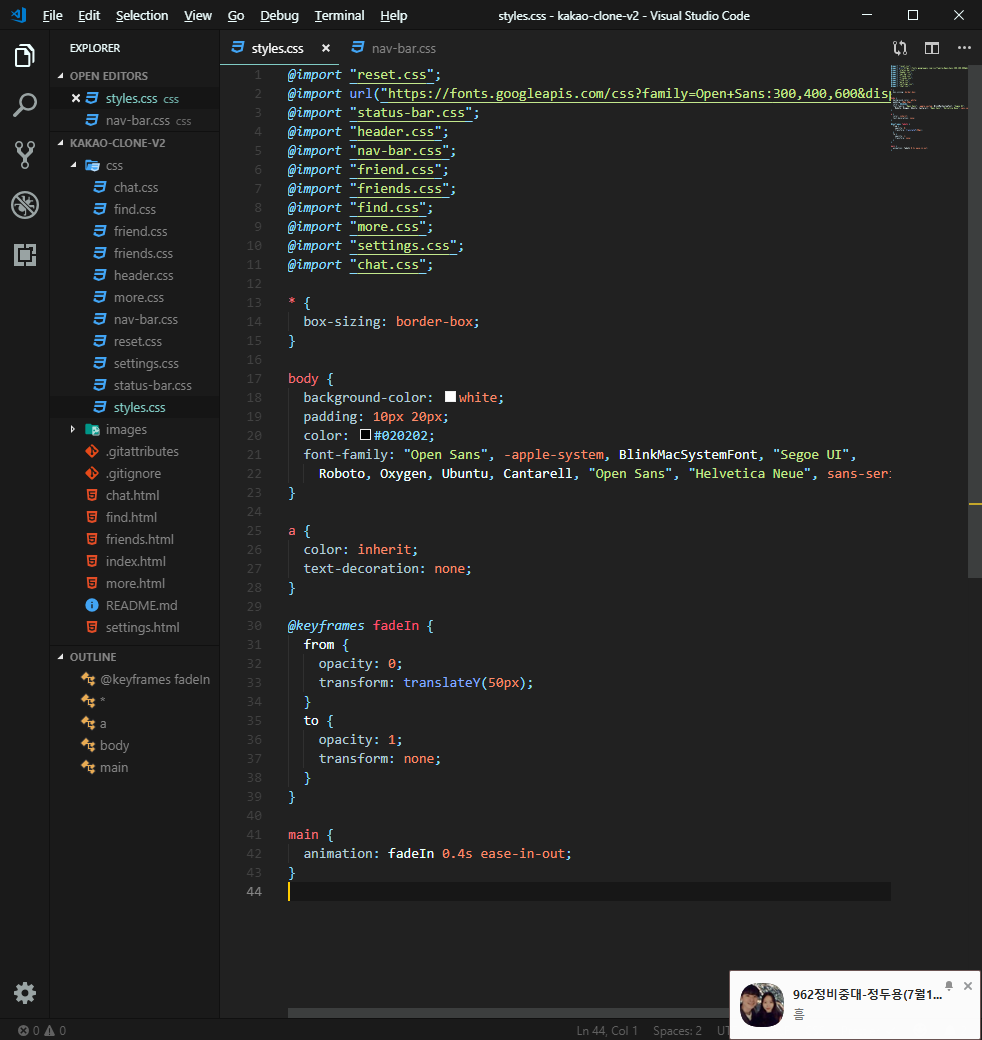 File Edit Selection View Go Debug Terminal Help styles.css - kakao-clone-v2 - Visual Studio Code
EXPLORER
OPEN EDITORS
styles.css css
nav-bar.css css
KAKAO-CLONE-V2
css
chat.css
find.css
friend.css
friends.css
header.css
more.css
nav-bar.css
reset.css
settings.css
status-bar.css
styles.css
images
.gitattributes
.gitignore
chat.html
find.html
friends.html
index.html
more.html
README.md
settings.html
OUTLINE
@keyframes fadeIn
*
a
body
main
styles.css nav-bar.css
1 @import "reset.css";
2 @import url("https://fonts.googleapis.com/css?family=Open+Sans:300,400,600&disp
3 @import "status-bar.css";
4 @import "header.css";
5 @import "nav-bar.css";
6 @import "friend.css";
7 @import "friends.css";
8 @import "find.css";
9 @import "more.css";
10 @import "settings.css";
11 @import "chat.css";
12
13 * {
14 box-sizing: border-box;
15 }
16
17 body {
18 background-color: white;
19 padding: 10px 20px;
20 color: #020202;
21 font-family: "Open Sans", -apple-system, BlinkMacSystemFont, "Segoe UI",
22 Roboto, Oxygen, Ubuntu, Cantarell, "Open Sans", "Helvetica Neue", sans-seri
23 }
24
25 a {
26 color: inherit;
27 text-decoration: none;
28 }
29
30 @keyframes fadeIn {
31 from {
32 opacity: 0;
33 transform: translateY(50px);
34 }
35 to {
36 opacity: 1;
37 transform: none;
38 }
39 }
40
41 main {
42 animation: fadeIn 0.4s ease-in-out;
43 }
44
962정비중대-정두용(7월1...
흠
0 0 Ln 44, Col 1 Spaces: 2 UT